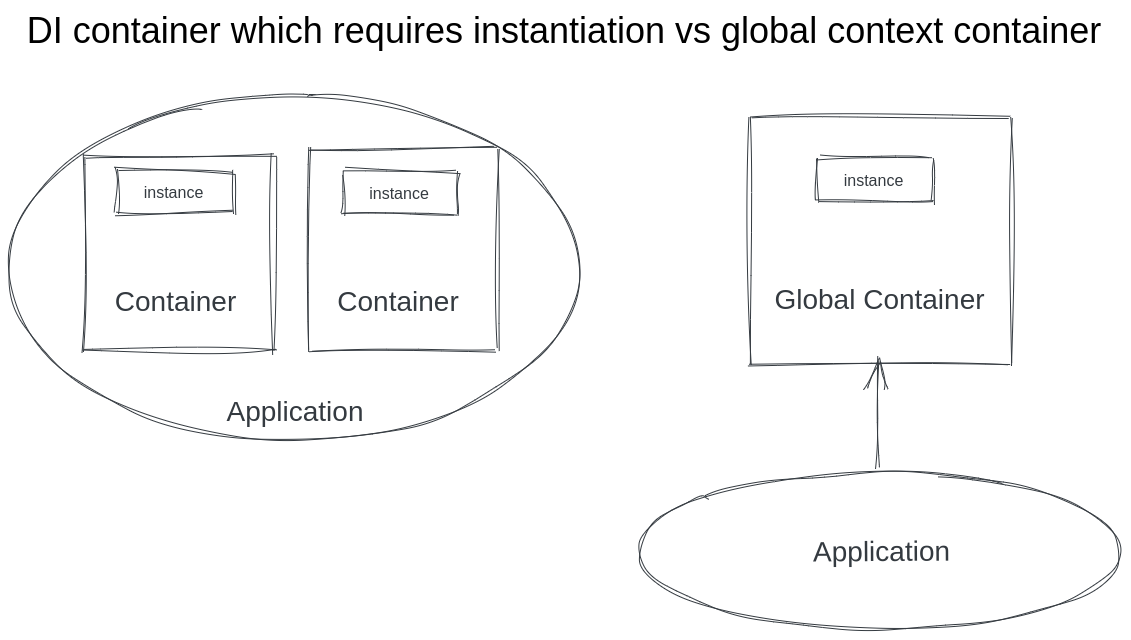 DI container which requires instantiation vs global context container
instance
instance
Container
Container
Application
instance
Global Container
Application